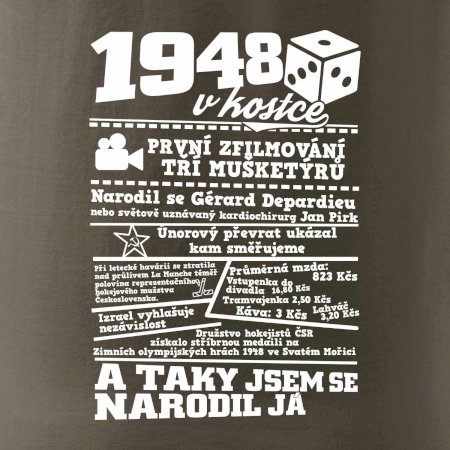 1948
v kostce
PRVNÍ ZFILMOVÁNÍ
TŘÍ MUŠKETÝRŮ
Narodil se Gérard Depardieu
nebo světově uznávaný kardiochirurg Jan Pirk
Únorový převrat ukázal
kam směřujeme
Při letecké havárii se ztratila
nad průlivem La Manche téměř
polovina reprezentačního
hokejového mužstva
Československa.
Průměrná mzda:
823 Kčs
Vstupenka do
divadla 16,80 Kčs
Tramvajenka 2,50 Kčs
Káva: 3 Kčs
Lahváč
3,20 Kčs
Izrael vyhlašuje
nezávislost
Družstvo hokejistů ČSR
získalo stříbrnou medaili na
Zimních olympijských hrách 1948 ve Svatém Mořici
A TAKY JSEM SE
NARODIL JÁ